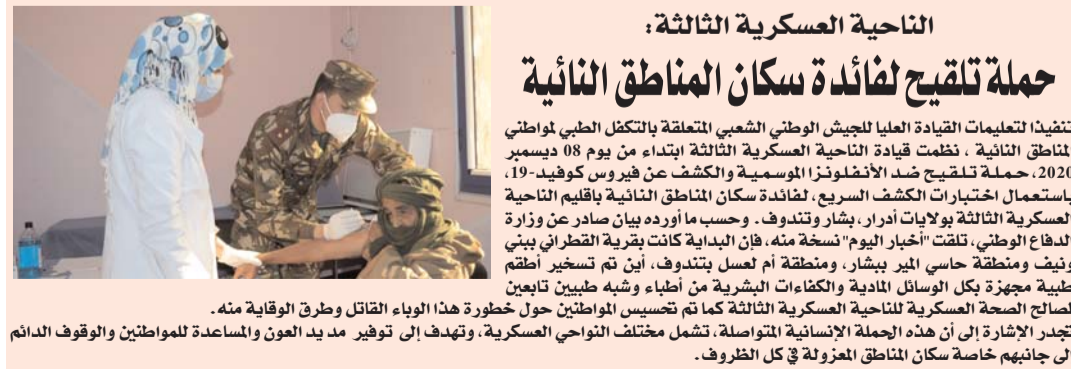 الناحية العسكرية الثالثة:
حملة تلقيح لفائدة سكان المناطق النائية
تنفيذا لتعليمات القيادة العليا للجيش الوطني الشعبي المتعلقة بالتكفل الطبي لمواطني
المناطق النائية ، نظمت قيادة الناحية العسكرية الثالثة ابتداء من يوم 08 ديسمبر
2020، حملة تلقيح ضد الأنفلونزا الموسمية والكشف عن فيروس كوفيد-19،
باستعمال اختبارات الكشف السريع، لفائدة سكان المناطق النائية بإقليم الناحية
العسكرية الثالثة بولايات أدرار، بشار وتندوف. وحسب ما أورده بيان صادر عن وزارة
الدفاع الوطني، تلقت "أخبار اليوم" نسخة منه، فإن البداية كانت بقرية القطراني ببني
ونيف ومنطقة حاسي المير ببشار، ومنطقة أم لعسل بتندوف، أين تم تسخير أطقم
طبية مجهزة بكل الوسائل المادية والكفاءات البشرية من أطباء وشبه طبيين تابعين
لصالح الصحة العسكرية للناحية العسكرية الثالثة كما تم تحسيس المواطنين حول خطورة هذا الوباء القاتل وطرق الوقاية منه.
تجدر الإشارة إلى أن هذه الحملة الإنسانية المتواصلة، تشمل مختلف النواحي العسكرية، وتهدف إلى توفير مد يد العون والمساعدة للمواطنين والوقوف الدائم
إلى جانبهم خاصة سكان المناطق المعزولة في كل الظروف.